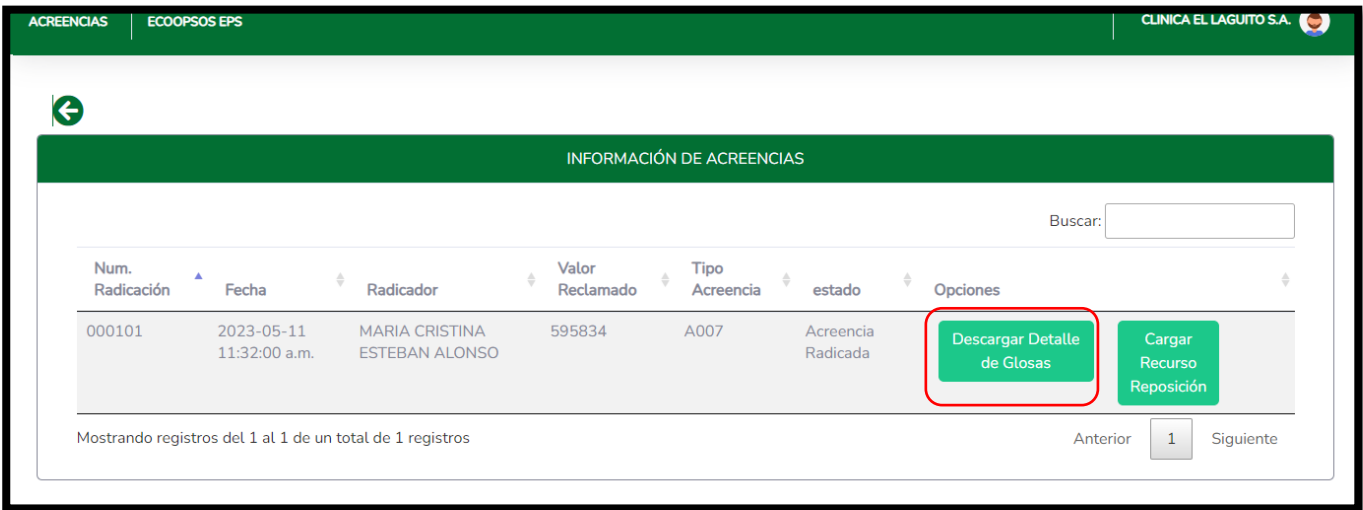 ACREENCIAS ECOOPSOS EPS CLINICA EL LAGUITO S.A.
INFORMACIÓN DE ACREENCIAS
Buscar:
Num. Radicación Fecha Radicador Valor Reclamado Tipo Acreencia estado Opciones
000101 2023-05-11 MARIA CRISTINA 595834 A007 Acreencia Descargar Detalle Cargar
11:32:00 a.m. ESTEBAN ALONSO Radicada de Glosas Recurso
Reposición
Mostrando registros del 1 al 1 de un total de 1 registros Anterior 1 Siguiente